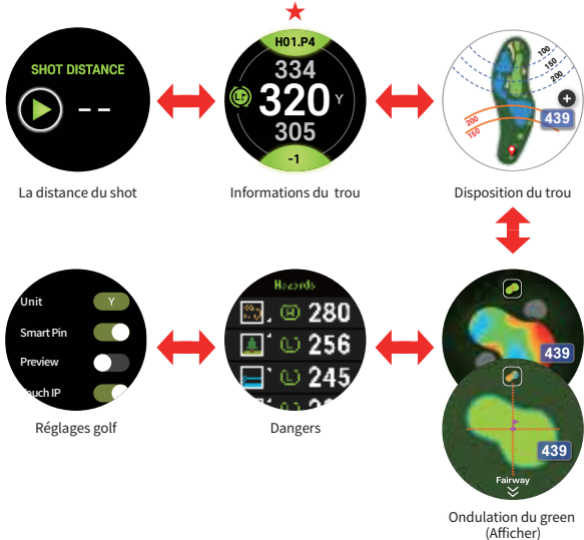 H01.P4
SHOT DISTANCE
--
334
320 Y
305
-1
100
150
200
200
150
439
La distance du shot
Informations du trou
Disposition du trou
Unit Y
Smart Pin
Preview
Touch IP
Hazards
280
L 256
L 245
439
439
Fairway
Réglages golf
Dangers
Ondulation du green
(Afficher)